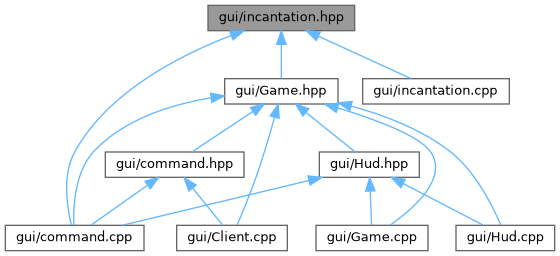 gui/incantation.hpp
gui/Game.hpp
gui/incantation.cpp
gui/command.hpp
gui/Hud.hpp
gui/command.cpp
gui/Client.cpp
gui/Game.cpp
gui/Hud.cpp